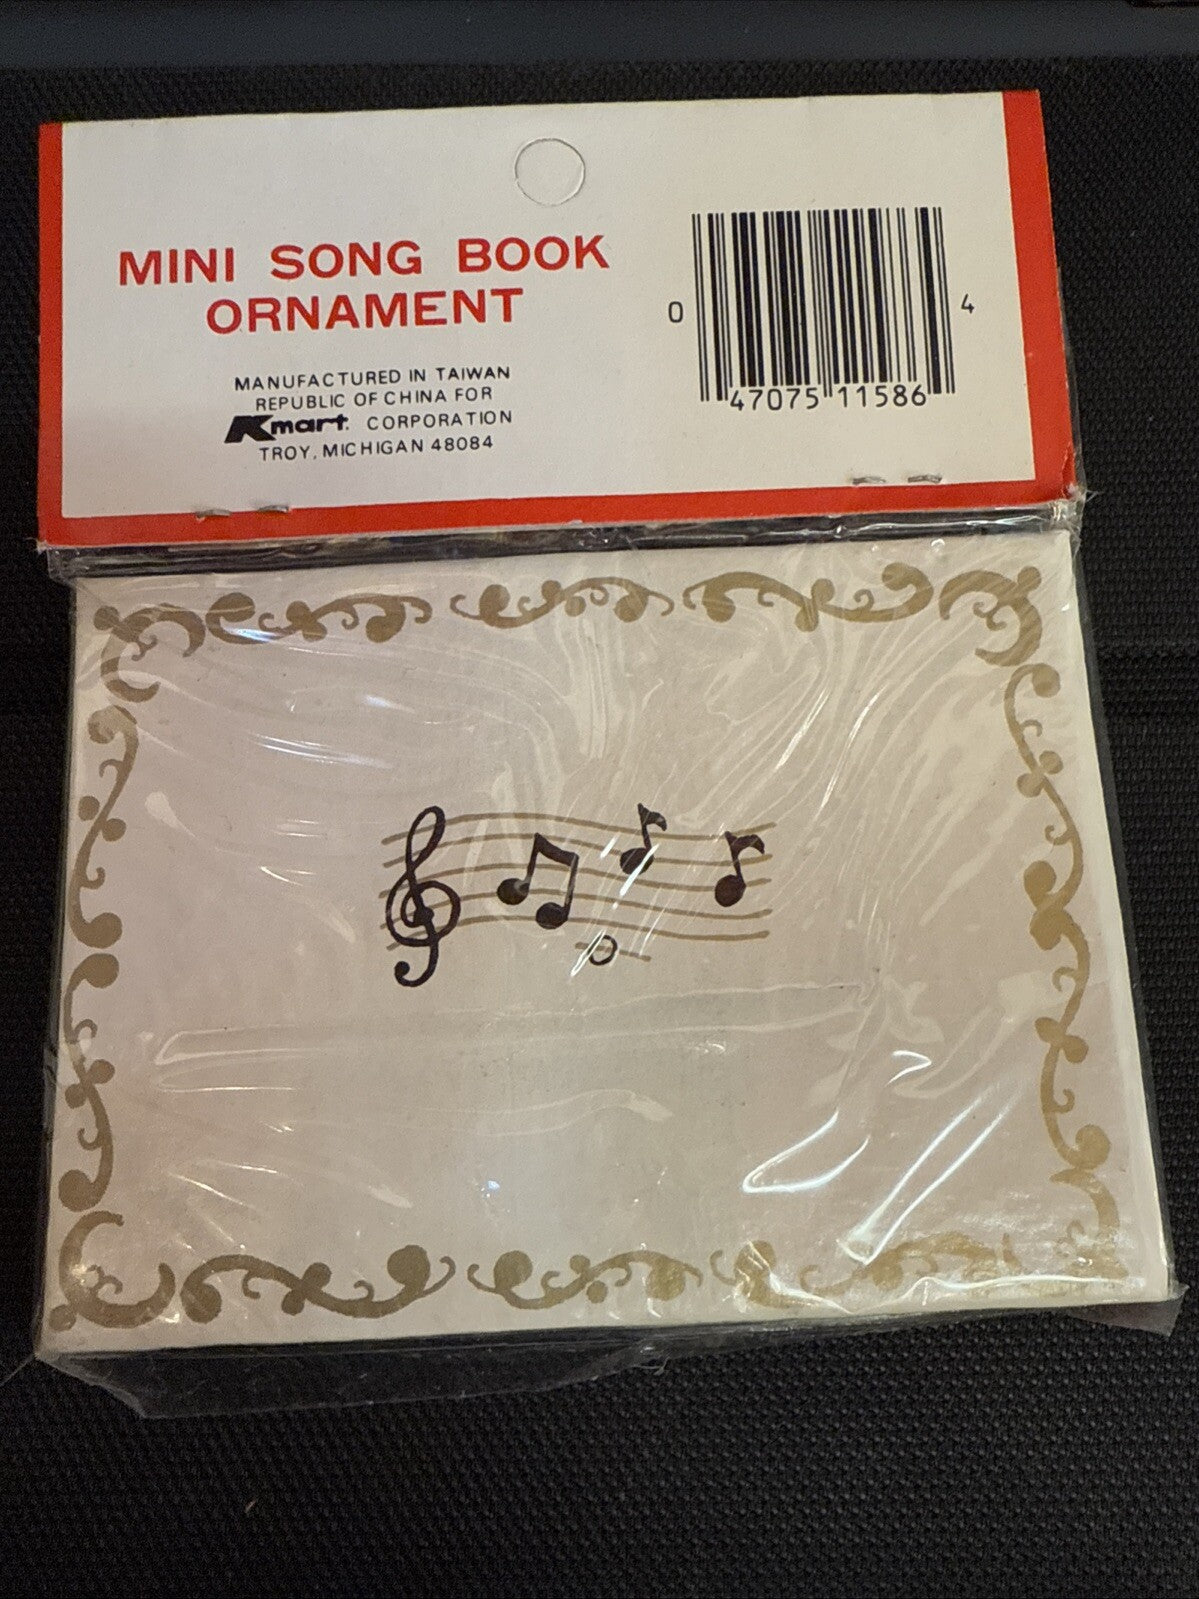 MINI SONG BOOK
ORNAMENT
MANUFACTURED IN TAIWAN
REPUBLIC OF CHINA FOR
Kmart. CORPORATION
TROY, MICHIGAN 48084
0 47075 11586 4